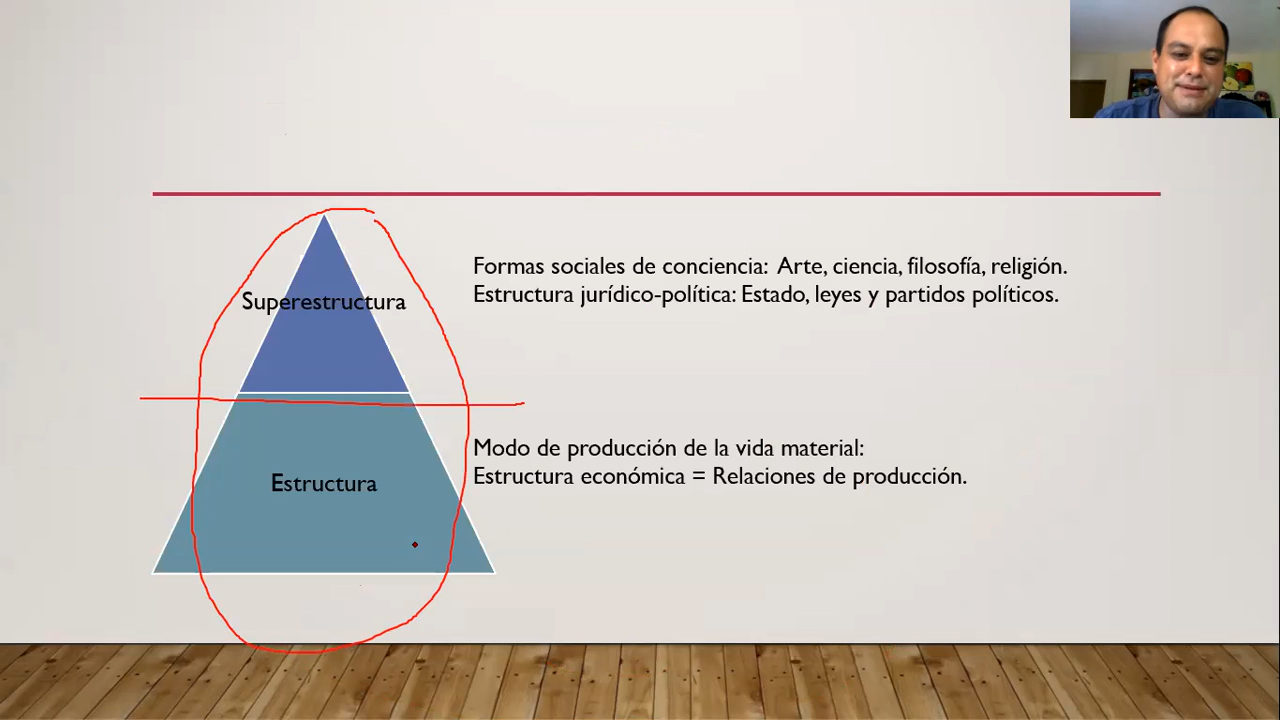 Superestructura
Formas sociales de conciencia: Arte, ciencia, filosofía, religión.
Estructura jurídico-política: Estado, leyes y partidos políticos.
Estructura
Modo de producción de la vida material:
Estructura económica = Relaciones de producción.